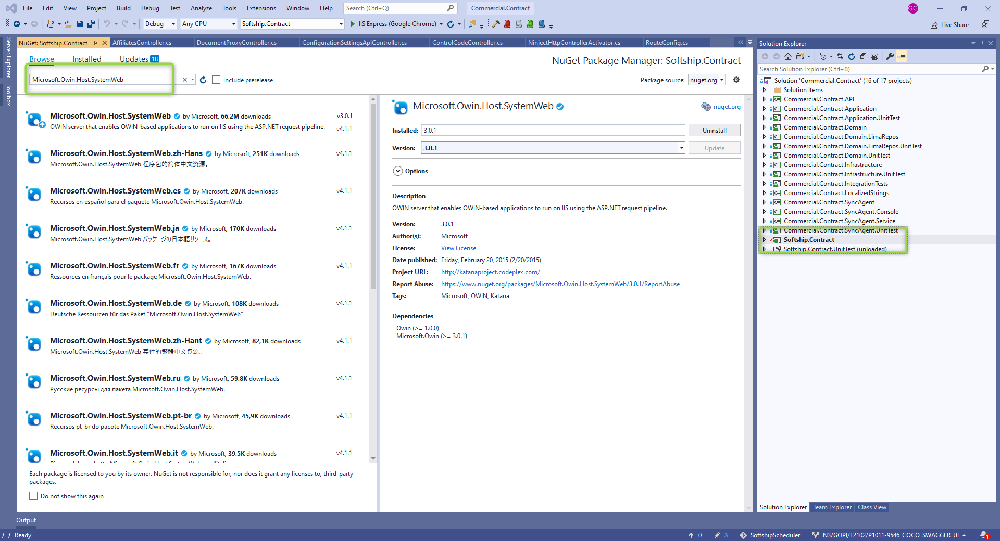 File Edit View Project Build Debug Test Analyze Tools Extensions Window Help Search (Ctrl+Q) Commercial.Contract GG
Debug Any CPU Softship.Contract IIS Express (Google Chrome) Live Share
Server Explorer
Toolbox
NuGet: Softship.Contract AffiliatesController.cs DocumentProxyController.cs ConfigurationSettingsApiController.cs ControlCodeController.cs NinjectHttpControllerActivator.cs RouteConfig.cs
Browse Installed Updates 18
NuGet Package Manager: Softship.Contract
Microsoft.Owin.Host.SystemWeb Include prerelease
Package source: nuget.org
Microsoft.Owin.Host.SystemWeb by Microsoft, 66,2M downloads v3.0.1
OWIN server that enables OWIN-based applications to run on IIS using the ASP.NET request pipeline. v4.1.1
Microsoft.Owin.Host.SystemWeb.zh-Hans by Microsoft, 251K downloads v4.1.1
Microsoft.Owin.Host.SystemWeb 程序包的简体中文资源。
Microsoft.Owin.Host.SystemWeb.es by Microsoft, 207K downloads v4.1.1
Recursos en español para el paquete Microsoft.Owin.Host.SystemWeb.
Microsoft.Owin.Host.SystemWeb.ja by Microsoft, 170K downloads v4.1.1
Microsoft.Owin.Host.SystemWeb パッケージの日本語リソース。
Microsoft.Owin.Host.SystemWeb.fr by Microsoft, 167K downloads v4.1.1
Ressources en français pour le package Microsoft.Owin.Host.SystemWeb.
Microsoft.Owin.Host.SystemWeb.de by Microsoft, 108K downloads v4.1.1
Deutsche Ressourcen für das Paket "Microsoft.Owin.Host.SystemWeb"
Microsoft.Owin.Host.SystemWeb.zh-Hant by Microsoft, 82,1K downloads v4.1.1
Microsoft.Owin.Host.SystemWeb 套件的繁體中文資源。
Microsoft.Owin.Host.SystemWeb.ru by Microsoft, 59,8K downloads v4.1.1
Русские ресурсы для пакета Microsoft.Owin.Host.SystemWeb.
Microsoft.Owin.Host.SystemWeb.pt-br by Microsoft, 45,9K downloads v4.1.1
Recursos pt-br do pacote Microsoft.Owin.Host.SystemWeb.
Microsoft.Owin.Host.SystemWeb.it by Microsoft, 39,5K downloads v4.1.1
Each package is licensed to you by its owner. NuGet is not responsible for, nor does it grant any licenses to, third-party
packages.
Do not show this again
Microsoft.Owin.Host.SystemWeb nuget.org
Installed: 3.0.1 Uninstall
Version: 3.0.1 Update
Options
Description
OWIN server that enables OWIN-based applications to run on IIS using the ASP.NET request pipeline.
Version: 3.0.1
Author(s): Microsoft
License: View License
Date published: Friday, February 20, 2015 (2/20/2015)
Project URL: http://katanaproject.codeplex.com/
Report Abuse: https://www.nuget.org/packages/Microsoft.Owin.Host.SystemWeb/3.0.1/ReportAbuse
Tags: Microsoft, OWIN, Katana
Dependencies
Owin (>= 1.0.0)
Microsoft.Owin (>= 3.0.1)
Solution Explorer
Search Solution Explorer (Ctrl+ü)
Solution 'Commercial.Contract' (16 of 17 projects)
Solution Items
Commercial.Contract.API
Commercial.Contract.Application
Commercial.Contract.Application.UnitTest
Commercial.Contract.Domain
Commercial.Contract.Domain.LimaRepos
Commercial.Contract.Domain.LimaRepos.UnitTest
Commercial.Contract.Domain.UnitTest
Commercial.Contract.Infrastructure
Commercial.Contract.Infrastructure.UnitTest
Commercial.Contract.IntegrationTests
Commercial.Contract.LocalizedStrings
Commercial.Contract.SyncAgent
Commercial.Contract.SyncAgent.Console
Commercial.Contract.SyncAgent.Service
Commercial.Contract.SyncAgent.UnitTest
Softship.Contract
Softship.Contract.UnitTest (unloaded)
Solution Explorer Team Explorer Class View
Output
Ready 0 3 SoftshipScheduler N3/GOPI/L2102/P1011-9546_COCO_SWAGGER_UI 1